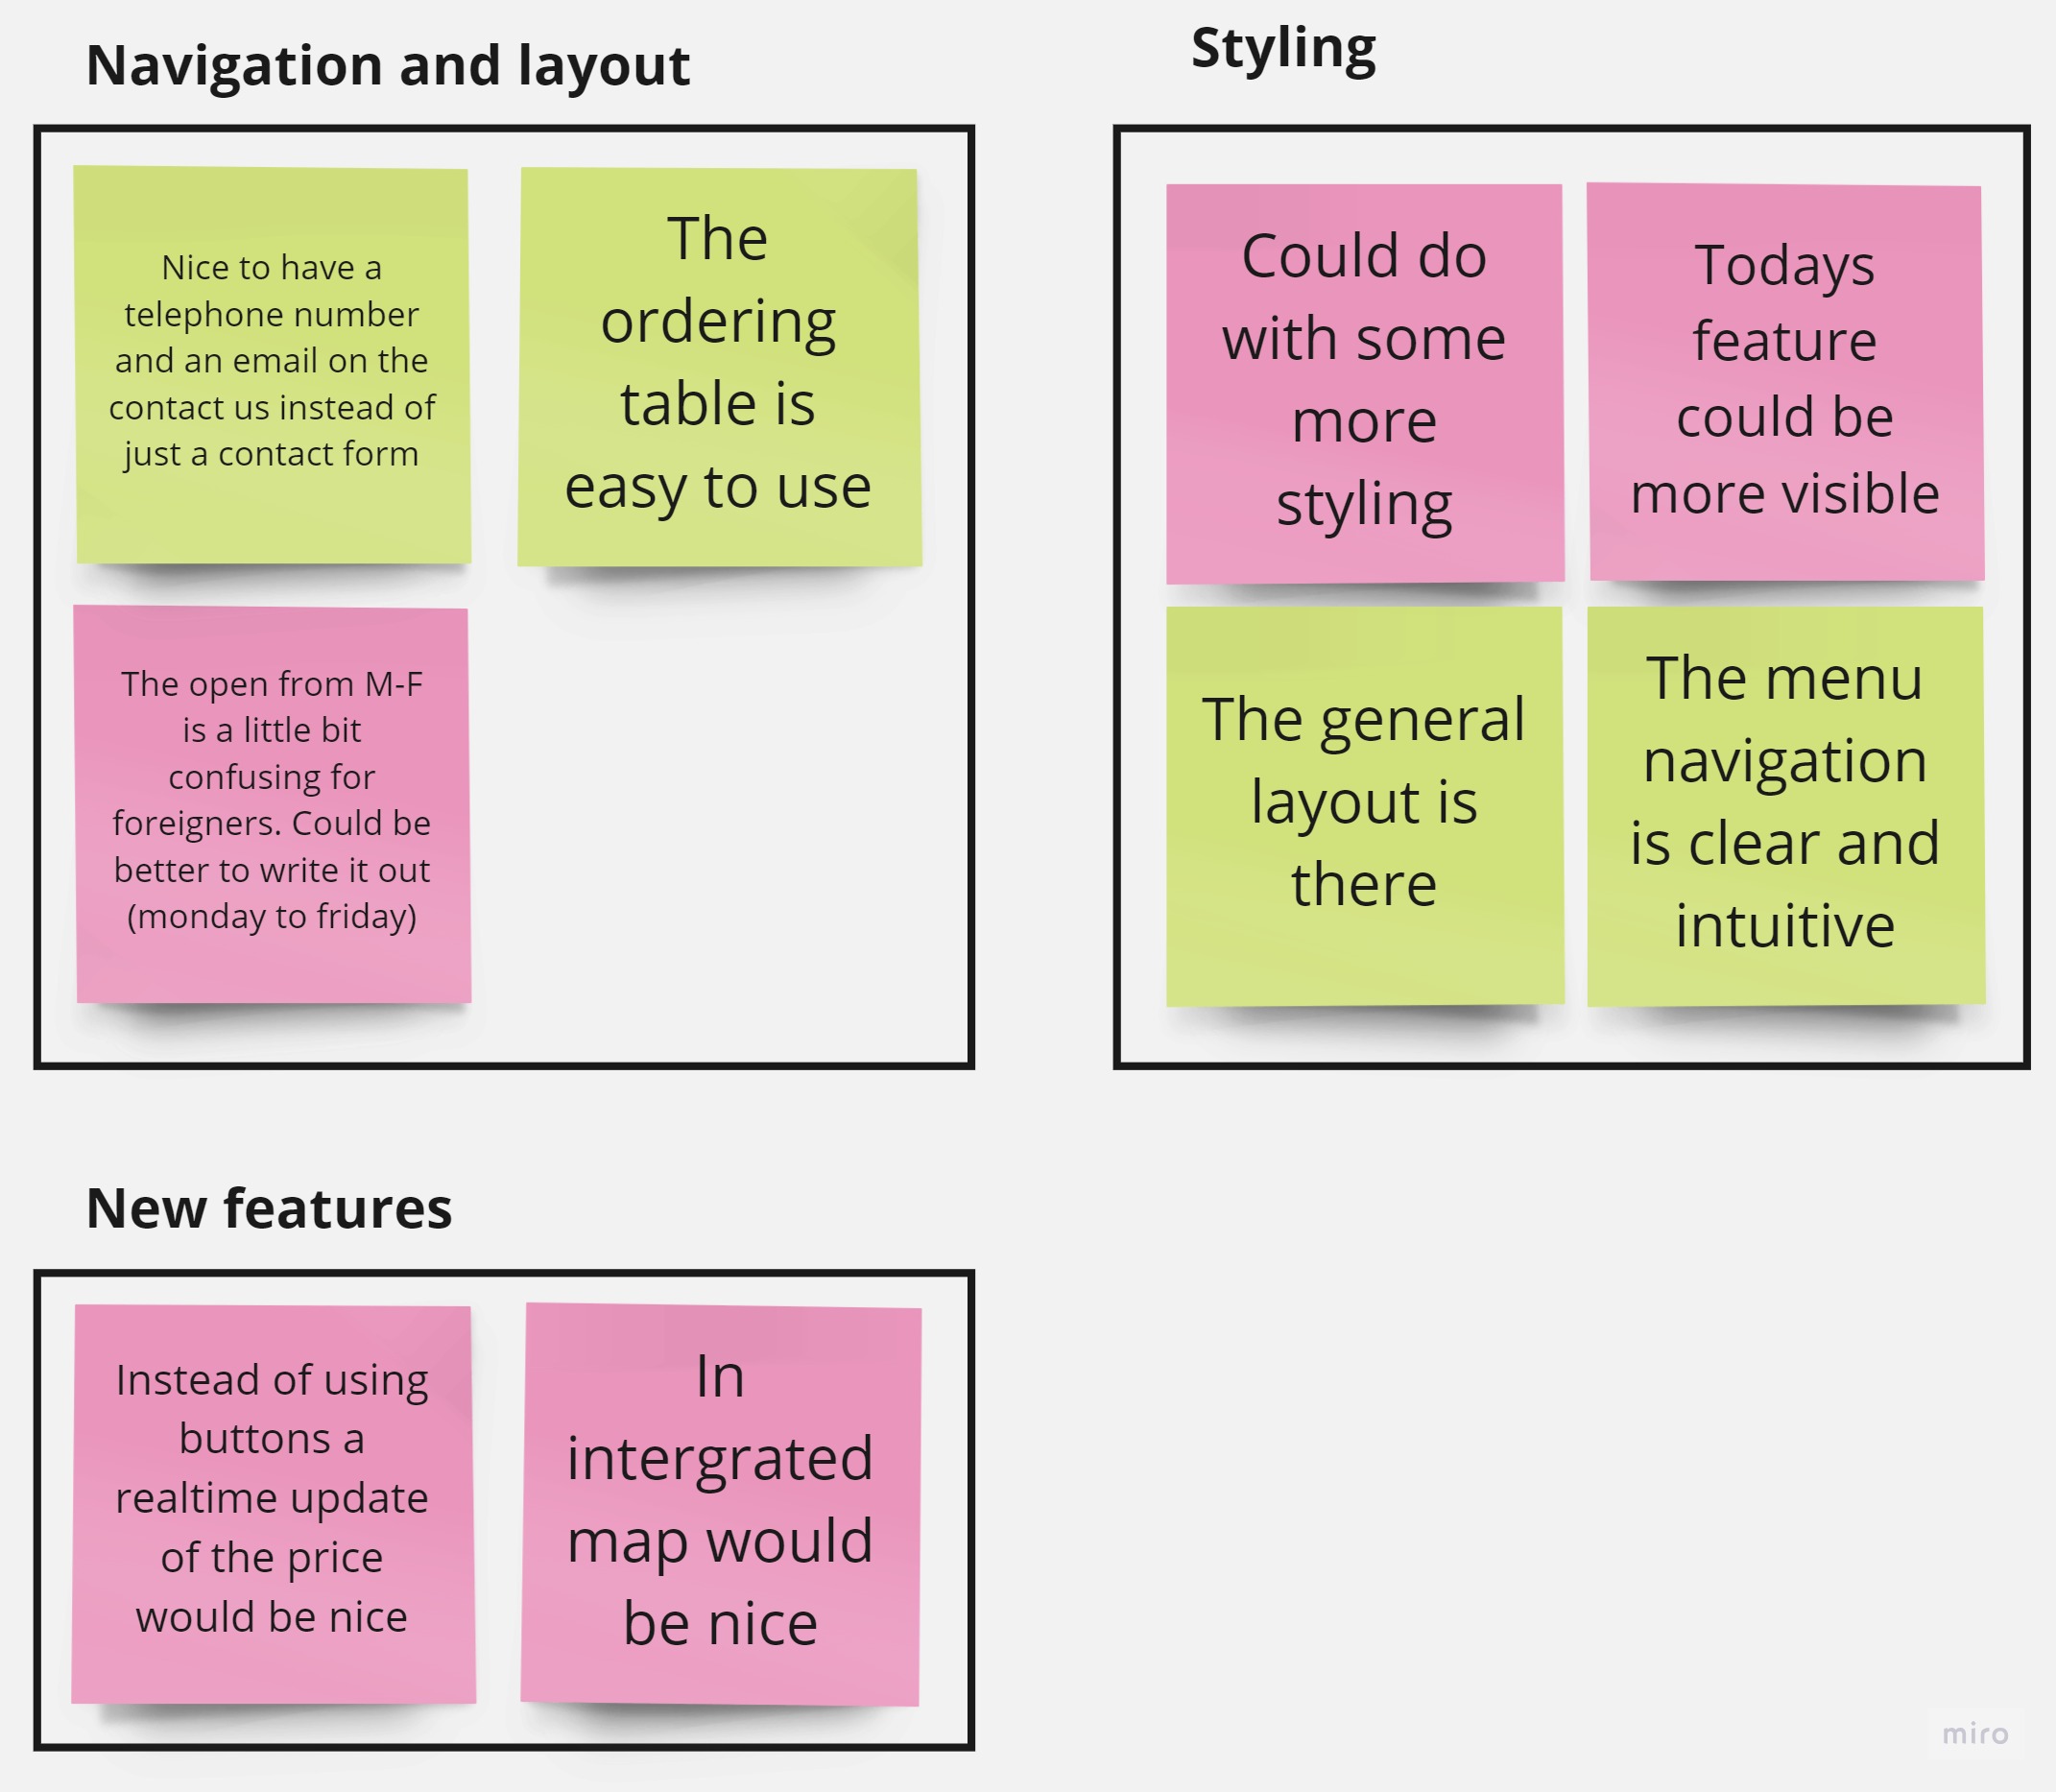 Navigation and layout
Nice to have a
telephone number
and an email on the
contact us instead of
just a contact form
The
ordering
table is
easy to use
The open from M-F
is a little bit
confusing for
foreigners. Could be
better to write it out
(monday to friday)
Styling
Could do
with some
more
styling
Todays
feature
could be
more visible
The general
layout is
there
The menu
navigation
is clear and
intuitive
New features
Instead of using
buttons a
realtime update
of the price
would be nice
In
intergrated
map would
be nice
miro